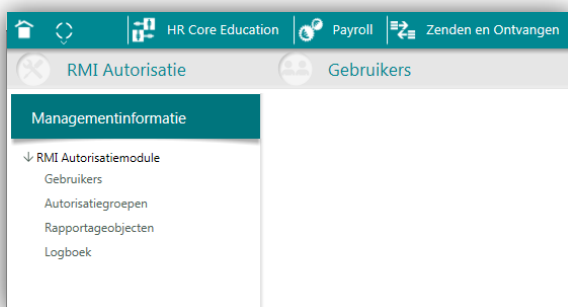 HR Core Education Payroll Zenden en Ontvangen
RMI Autorisatie Gebruikers
Managementinformatie
RMI Autorisatiemodule
Gebruikers
Autorisatiegroepen
Rapportageobjecten
Logboek